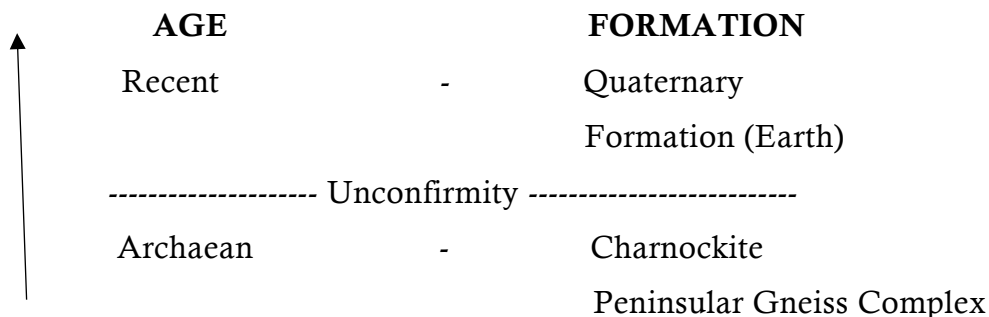 AGE FORMATION
Recent - Quaternary
Formation (Earth)
--------------------- Unconfirmity ---------------------------
Archaean - Charnockite
Peninsular Gneiss Complex